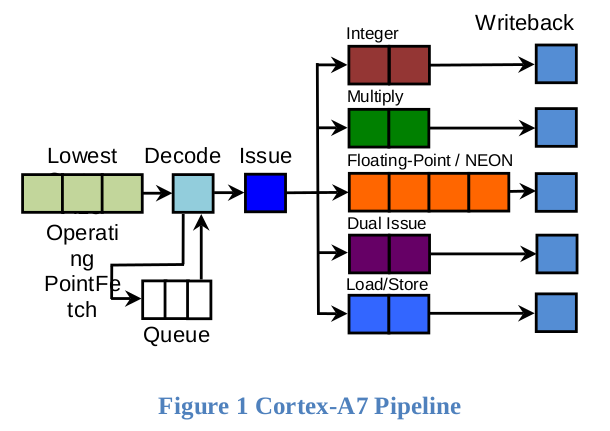 Writeback
Integer
Multiply
Lowest
Decode
Issue
Floating-Point / NEON
Operati
ng
PointFe
tch
Dual Issue
Load/Store
Queue
Figure 1 Cortex-A7 Pipeline